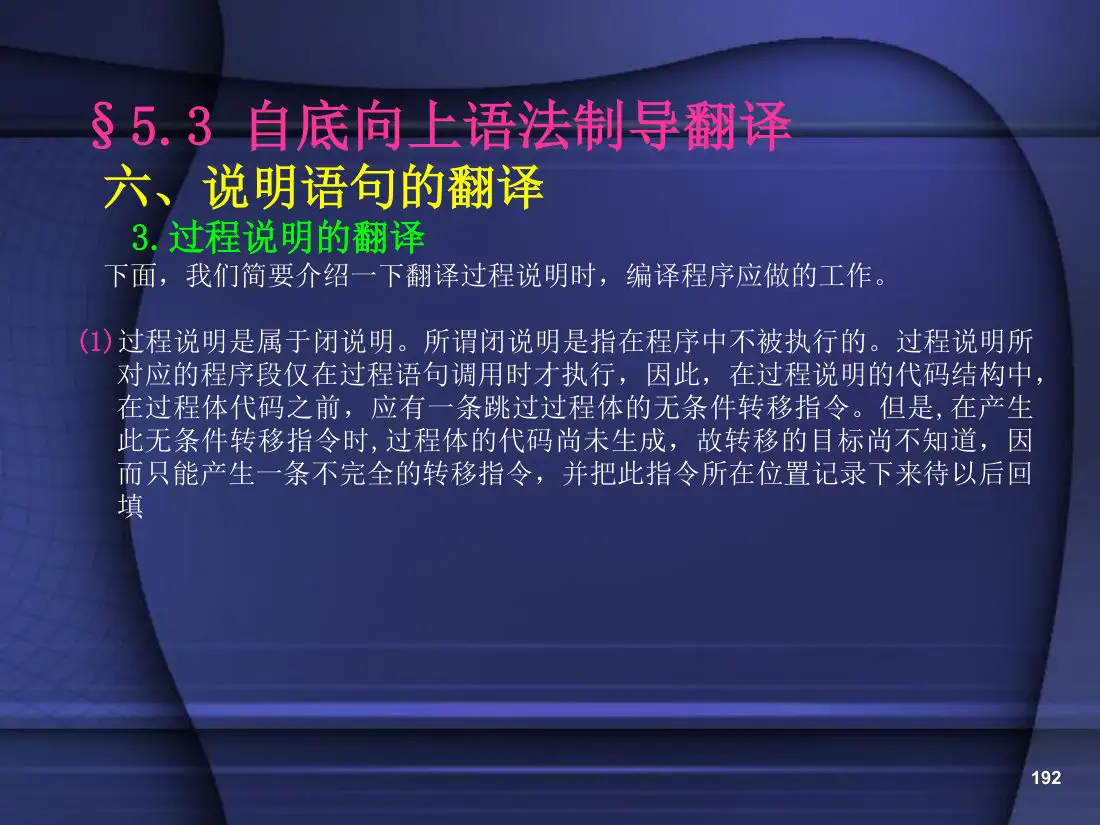 §5.3 自底向上语法制导翻译
六、说明语句的翻译
3.过程说明的翻译
下面，我们简要介绍一下翻译过程说明时，编译程序应做的工作。
(1)过程说明是属于闭说明。所谓闭说明是指在程序中不被执行的。过程说明所
对应的程序段仅在过程语句调用时才执行，因此，在过程说明的代码结构中，
在过程体代码之前，应有一条跳过过程体的无条件转移指令。但是,在产生
此无条件转移指令时,过程体的代码尚未生成，故转移的目标尚不知道，因
而只能产生一条不完全的转移指令，并把此指令所在位置记录下来待以后回
填
192